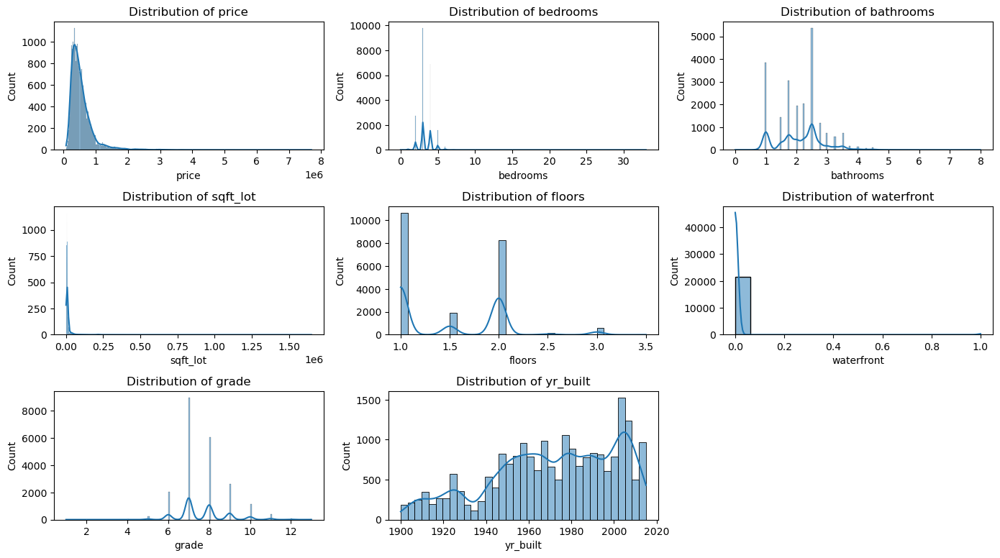 Distribution of price
Count
1000
800
600
400
200
0
0 1 2 3 4 5 6 7 8
1e6
price
Distribution of bedrooms
Count
10000
8000
6000
4000
2000
0
0 5 10 15 20 25 30
bedrooms
Distribution of bathrooms
Count
5000
4000
3000
2000
1000
0
0 1 2 3 4 5 6 7 8
bathrooms
Distribution of sqft_lot
Count
1000
750
500
250
0
0.00 0.25 0.50 0.75 1.00 1.25 1.50
1e6
sqft_lot
Distribution of floors
Count
10000
8000
6000
4000
2000
0
1.0 1.5 2.0 2.5 3.0 3.5
floors
Distribution of waterfront
Count
40000
30000
20000
10000
0
0.0 0.2 0.4 0.6 0.8 1.0
waterfront
Distribution of grade
Count
8000
6000
4000
2000
0
2 4 6 8 10 12
grade
Distribution of yr_built
Count
1500
1000
500
0
1900 1920 1940 1960 1980 2000 2020
yr_built